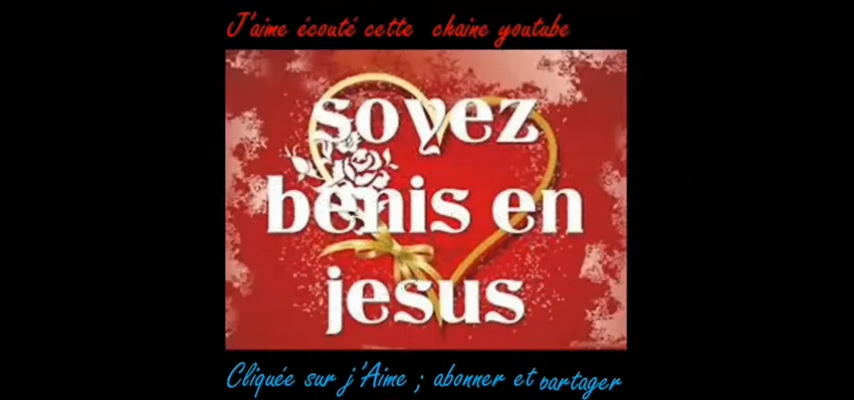 J'aime écouté cette chaine youtube
soyez
benis en
jesus
Cliquée sur j'Aime ; abonner et partager